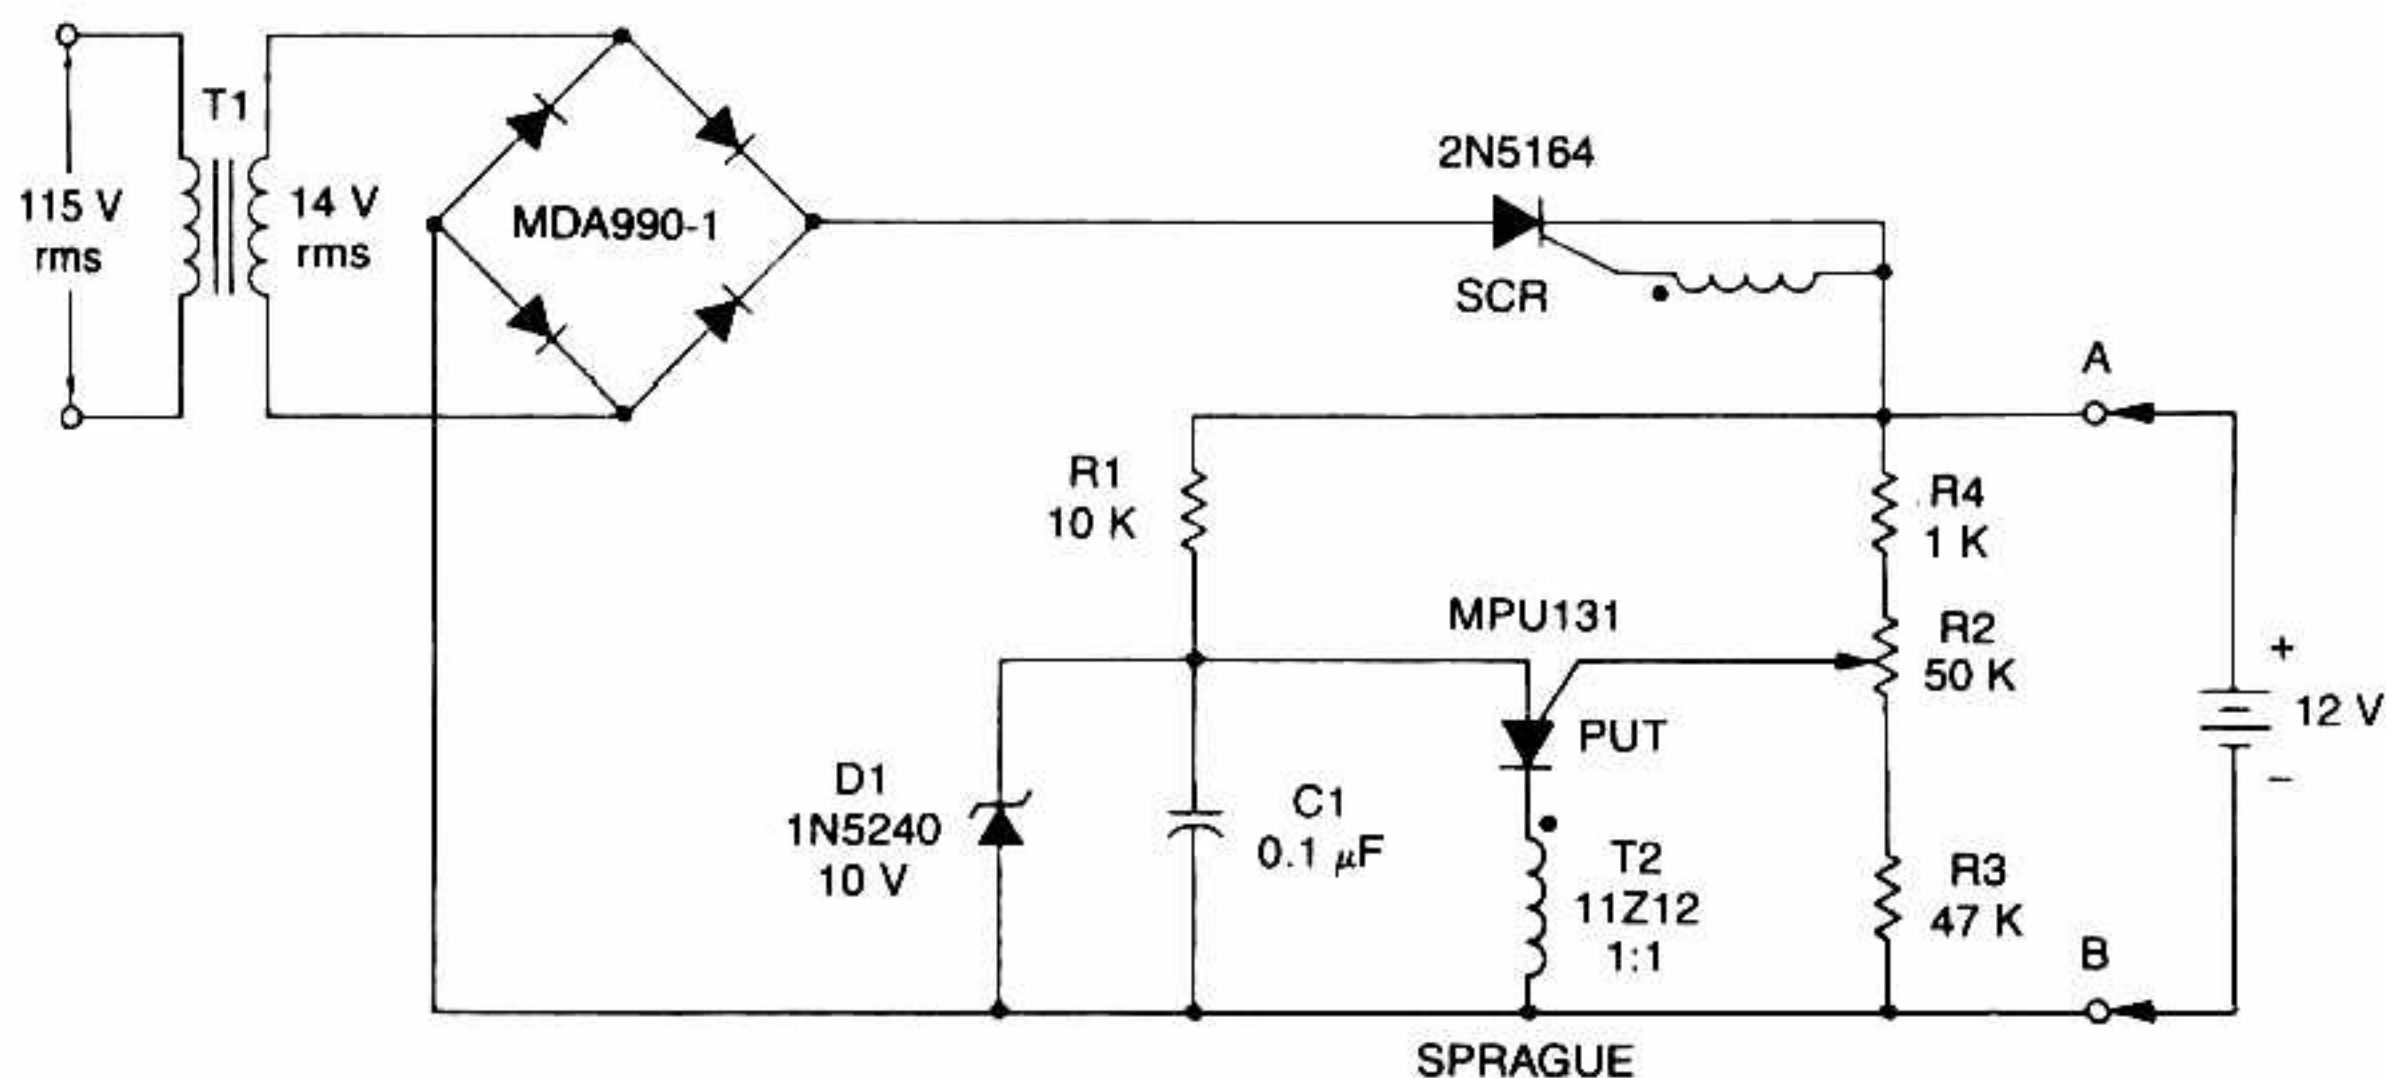 T1
115 V
rms
14 V
rms
MDA990-1
2N5164
SCR
A
R1
10 K
R4
1 K
MPU131
R2
50 K
PUT
+
12 V
−
D1
1N5240
10 V
C1
0.1 μF
T2
11Z12
1:1
R3
47 K
B
SPRAGUE